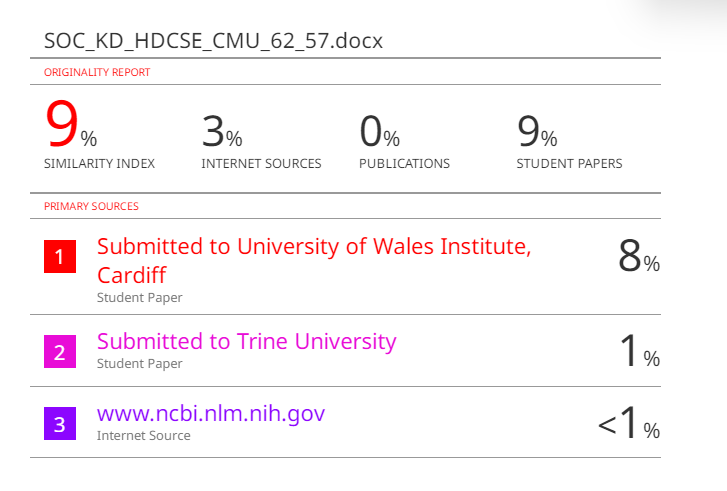 SOC_KD_HDCSE_CMU_62_57.docx
ORIGINALITY REPORT
9% 3% 0% 9%
SIMILARITY INDEX INTERNET SOURCES PUBLICATIONS STUDENT PAPERS
PRIMARY SOURCES
1 Submitted to University of Wales Institute, 8%
Cardiff
Student Paper
2 Submitted to Trine University 1%
Student Paper
3 www.ncbi.nlm.nih.gov <1%
Internet Source